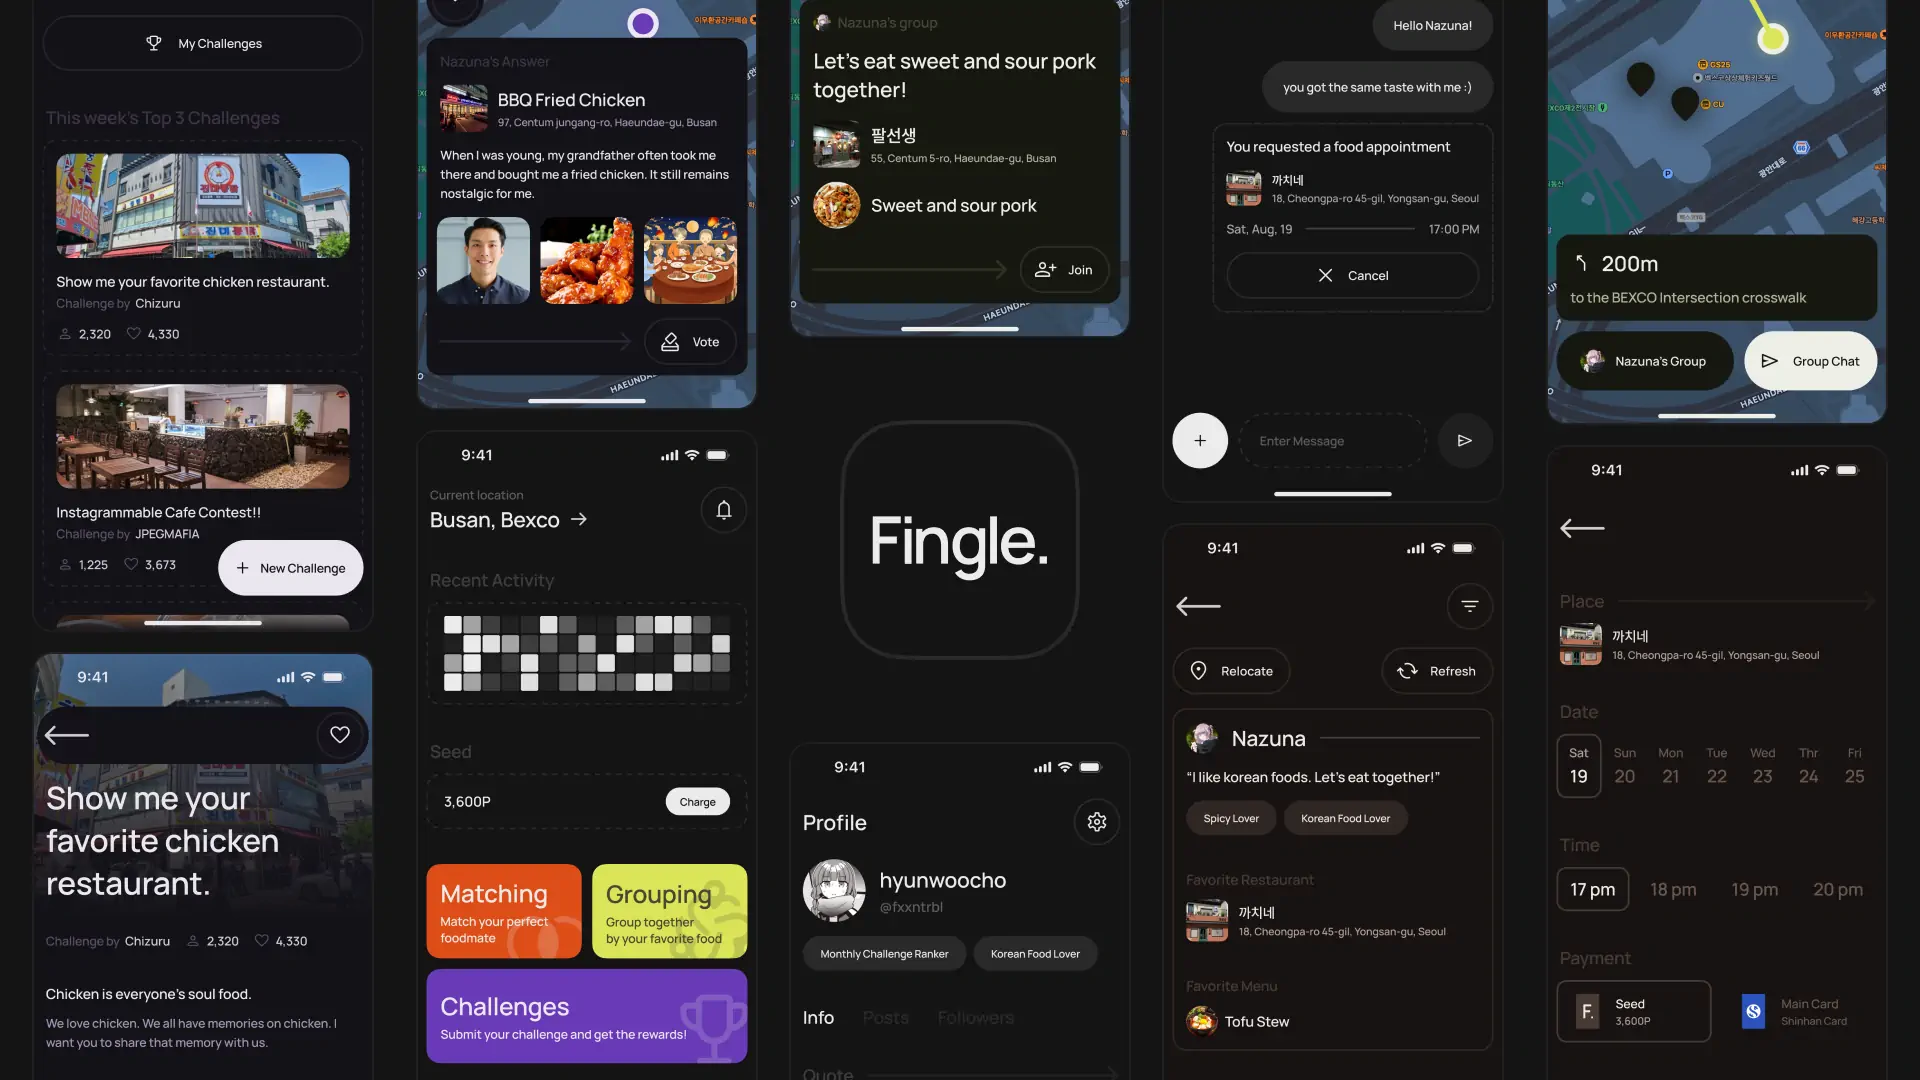 My Challenges
This week's Top 3 Challenges
Show me your favorite chicken restaurant.
Challenge by Chizuru
2,320 4,330
Instagrammable Cafe Contest!!
Challenge by JPEGMAFIA
1,225 3,673
New Challenge
9:41
Show me your
favorite chicken
restaurant.
Challenge by Chizuru 2,320 4,330
Chicken is everyone's soul food.
We love chicken. We all have memories on chicken. I
want you to share that memory with us.
Nazuna's Answer
BBQ Fried Chicken
97, Centum jungang-ro, Haeundae-gu, Busan
When I was young, my grandfather often took me
there and bought me a fried chicken. It still remains
nostalgic for me.
Vote
9:41
Current location
Busan, Bexco
Recent Activity
Seed
3,600P
Charge
Matching
Match your perfect
foodmate
Grouping
Group together
by your favorite food
Challenges
Submit your challenge and get the rewards!
Nazuna's group
Let's eat sweet and sour pork
together!
팔선생
55, Centum 5-ro, Haeundae-gu, Busan
Sweet and sour pork
Join
Fingle.
9:41
Profile
hyunwoocho
@fxxntrbl
Monthly Challenge Ranker
Korean Food Lover
Info Posts Followers
Quote
Hello Nazuna!
you got the same taste with me :)
You requested a food appointment
까치네
18, Cheongpa-ro 45-gil, Yongsan-gu, Seoul
Sat, Aug, 19 17:00 PM
Cancel
Enter Message
9:41
Relocate
Refresh
Nazuna
“I like korean foods. Let's eat together!”
Spicy Lover
Korean Food Lover
Favorite Restaurant
까치네
18, Cheongpa-ro 45-gil, Yongsan-gu, Seoul
Favorite Menu
Tofu Stew
GS25
CU
광안대로
200m
to the BEXCO Intersection crosswalk
Nazuna's Group
Group Chat
9:41
Place
까치네
18, Cheongpa-ro 45-gil, Yongsan-gu, Seoul
Date
Sat Sun Mon Tue Wed Thr Fri
19 20 21 22 23 24 25
Time
17 pm 18 pm 19 pm 20 pm
Payment
F.
Seed
3,600P
Main Card
Shinhan Card